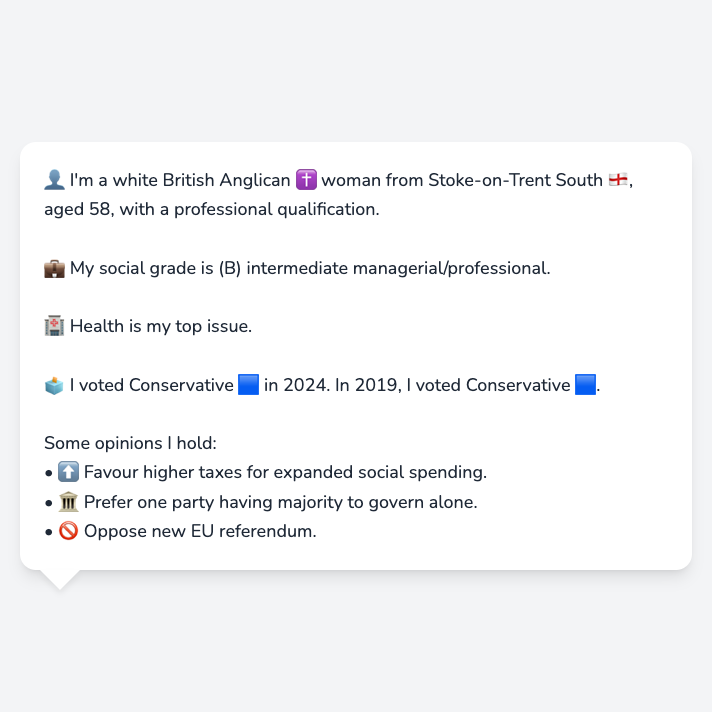 👤 I'm a white British Anglican ✝️ woman from Stoke-on-Trent South 🏴󠁧󠁢󠁥󠁮󠁧󠁿,
aged 58, with a professional qualification.
💼 My social grade is (B) intermediate managerial/professional.
🏥 Health is my top issue.
🗳️ I voted Conservative 🟦 in 2024. In 2019, I voted Conservative 🟦.
Some opinions I hold:
• ⬆️ Favour higher taxes for expanded social spending.
• 🏛️ Prefer one party having majority to govern alone.
• 🚫 Oppose new EU referendum.